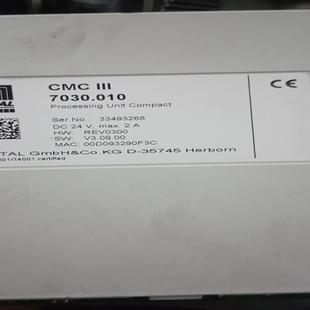 TAL
CMC III
7030.010
Processing Unit Compact
Ser.No.: 33493268
DC 24 V, max. 2 A
HW: REV0300
SW: V3.09.00
MAC: 00D093290F3C
TAL GmbH&Co.KG D-35745 Herborn
001/14001 certified
CE